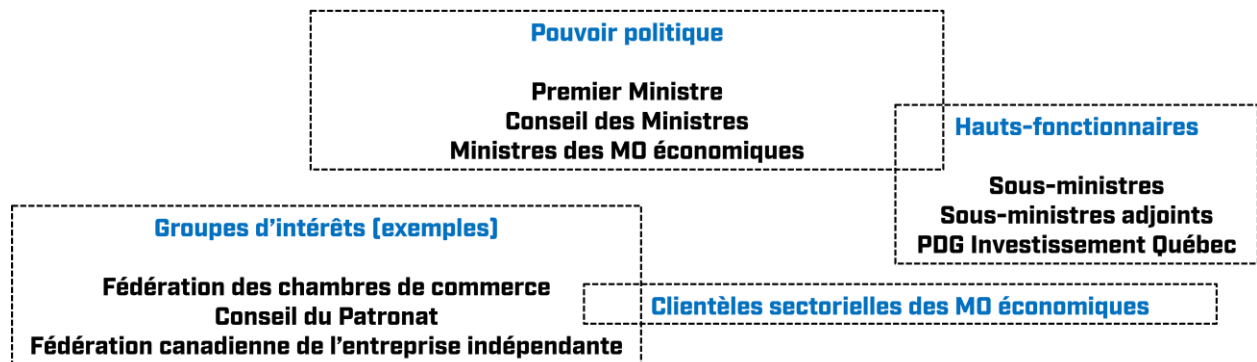 Pouvoir politique
Premier Ministre
Conseil des Ministres
Ministres des MO économiques
Hauts-fonctionnaires
Sous-ministres
Sous-ministres adjoints
PDG Investissement Québec
Groupes d’intérêts (exemples)
Fédération des chambres de commerce
Conseil du Patronat
Fédération canadienne de l’entreprise indépendante
Clientèles sectorielles des MO économiques